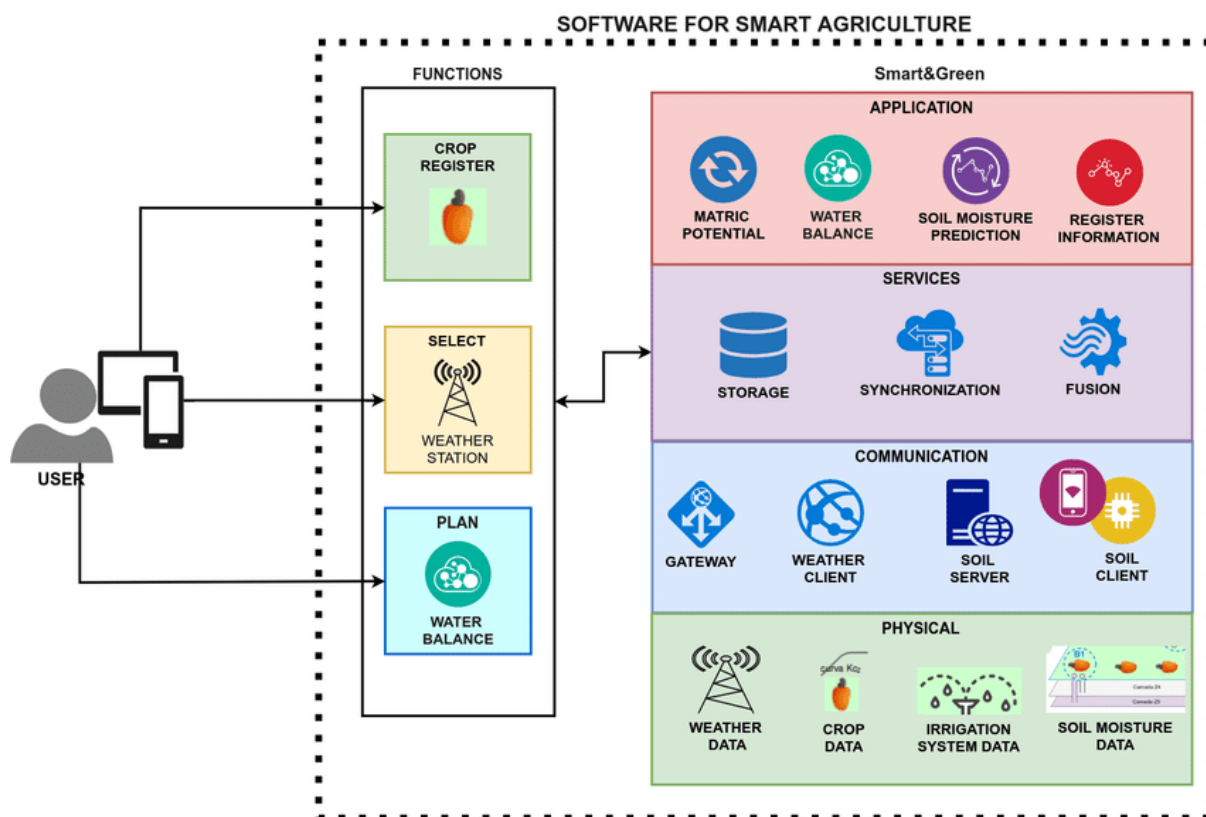 SOFTWARE FOR SMART AGRICULTURE
FUNCTIONS
CROP
REGISTER
SELECT
WEATHER
STATION
PLAN
WATER
BALANCE
USER
Smart&Green
APPLICATION
MATRIC
POTENTIAL
WATER
BALANCE
SOIL MOISTURE
PREDICTION
REGISTER
INFORMATION
SERVICES
STORAGE
SYNCHRONIZATION
FUSION
COMMUNICATION
GATEWAY
WEATHER
CLIENT
SOIL
SERVER
SOIL
CLIENT
PHYSICAL
WEATHER
DATA
curva Kc
CROP
DATA
IRRIGATION
SYSTEM DATA
B1
SOIL MOISTURE
DATA